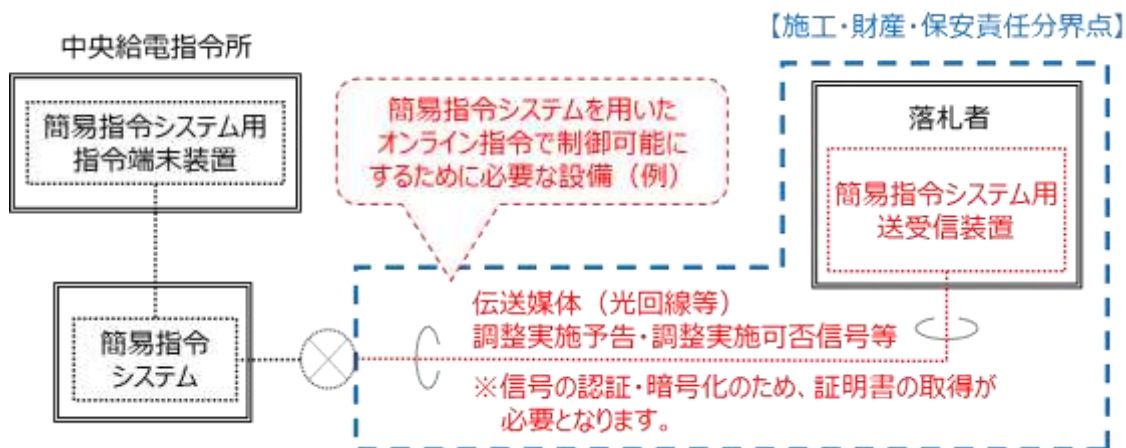 【施工・財産・保安責任分界点】
中央給電指令所
簡易指令システム用
指令端末装置
簡易指令システムを用いた
オンライン指令で制御可能に
するために必要な設備（例）
落札者
簡易指令システム用
送受信装置
簡易指令
システム
伝送媒体（光回線等）
調整実施予告・調整実施可否信号等
※信号の認証・暗号化のため、証明書の取得が
必要となります。